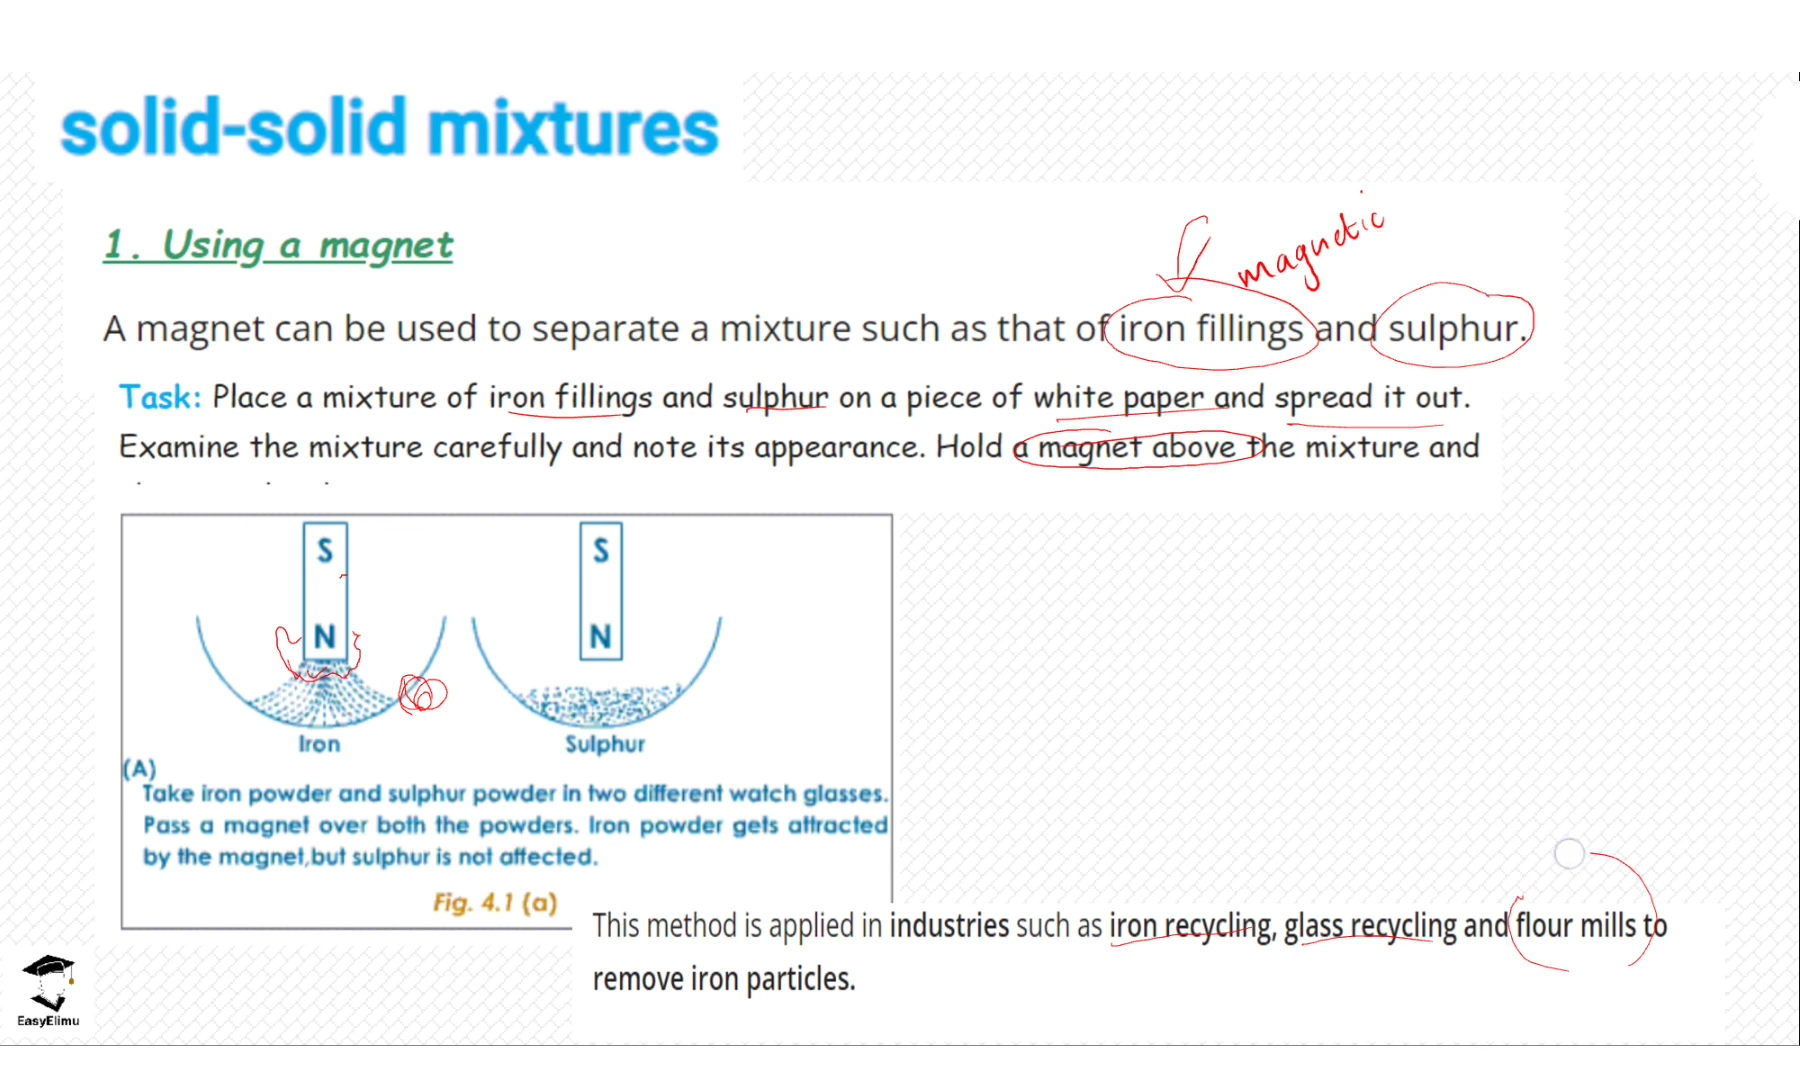 solid-solid mixtures
1. Using a magnet
magnetic
A magnet can be used to separate a mixture such as that of iron fillings and sulphur.
Task: Place a mixture of iron fillings and sulphur on a piece of white paper and spread it out.
Examine the mixture carefully and note its appearance. Hold a magnet above the mixture and
S
S
N
N
Iron
Sulphur
(A)
Take iron powder and sulphur powder in two different watch glasses.
Pass a magnet over both the powders. Iron powder gets attracted
by the magnet,but sulphur is not affected.
Fig. 4.1 (a)
This method is applied in industries such as iron recycling, glass recycling and flour mills to
remove iron particles.
EasyElimu